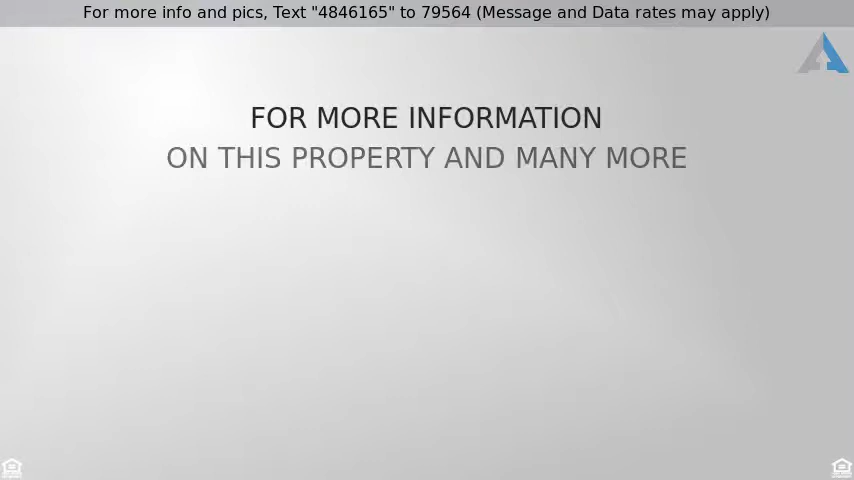 For more info and pics, Text "4846165" to 79564 (Message and Data rates may apply)
FOR MORE INFORMATION
ON THIS PROPERTY AND MANY MORE